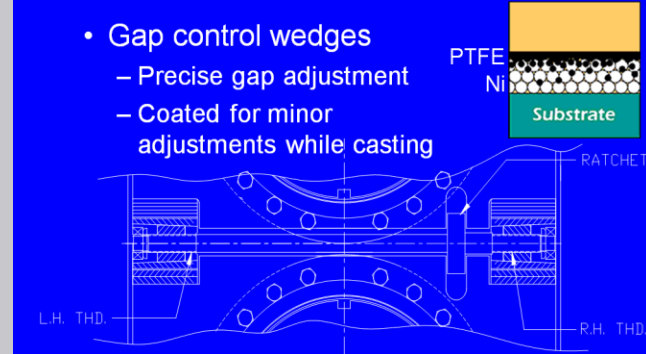 • Gap control wedges
– Precise gap adjustment
– Coated for minor
adjustments while casting
PTFE
Ni
Substrate
RATCHET
L.H. THD.
R.H. THD.